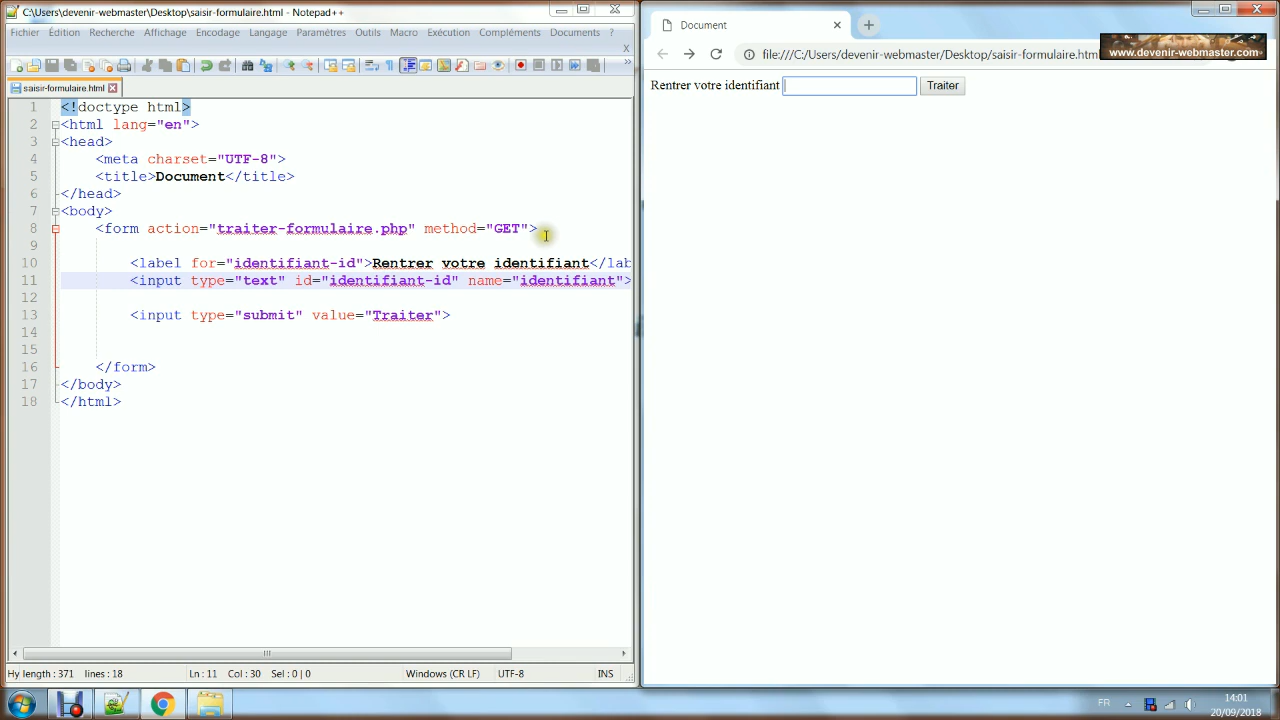 C:\Users\devenir-webmaster\Desktop\saisir-formulaire.html - Notepad++
Fichier Édition Recherche Affichage Encodage Langage Paramètres Outils Macro Exécution Compléments Documents ?
X
saisir-formulaire.html
1 <!doctype html>
2 <html lang="en">
3 <head>
4 <meta charset="UTF-8">
5 <title>Document</title>
6 </head>
7 <body>
8 <form action="traiter-formulaire.php" method="GET">
9
10 <label for="identifiant-id">Rentrer votre identifiant</lab
11 <input type="text" id="identifiant-id" name="identifiant">
12
13 <input type="submit" value="Traiter">
14
15
16 </form>
17 </body>
18 </html>
Hy length : 371 lines : 18 Ln : 11 Col : 30 Sel : 0 | 0 Windows (CR LF) UTF-8 INS
Document
file:///C:/Users/devenir-webmaster/Desktop/saisir-formulaire.html
www.devenir-webmaster.com
Rentrer votre identifiant Traiter
FR
14:01
20/09/2018